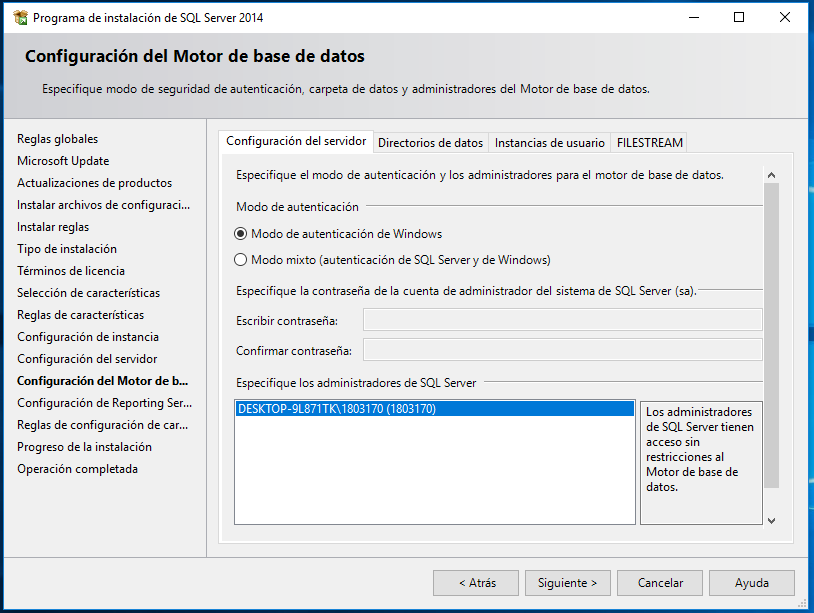 Programa de instalación de SQL Server 2014
Configuración del Motor de base de datos
Especifique modo de seguridad de autenticación, carpeta de datos y administradores del Motor de base de datos.
Reglas globales
Microsoft Update
Actualizaciones de productos
Instalar archivos de configuraci...
Instalar reglas
Tipo de instalación
Términos de licencia
Selección de características
Reglas de características
Configuración de instancia
Configuración del servidor
Configuración del Motor de b...
Configuración de Reporting Ser...
Reglas de configuración de car...
Progreso de la instalación
Operación completada
Configuración del servidor
Directorios de datos
Instancias de usuario
FILESTREAM
Especifique el modo de autenticación y los administradores para el motor de base de datos.
Modo de autenticación
Modo de autenticación de Windows
Modo mixto (autenticación de SQL Server y de Windows)
Especifique la contraseña de la cuenta de administrador del sistema de SQL Server (sa).
Escribir contraseña:
Confirmar contraseña:
Especifique los administradores de SQL Server
DESKTOP-9L871TK\1803170 (1803170)
Los administradores
de SQL Server tienen
acceso sin
restricciones al
Motor de base de
datos.
< Atrás
Siguiente >
Cancelar
Ayuda